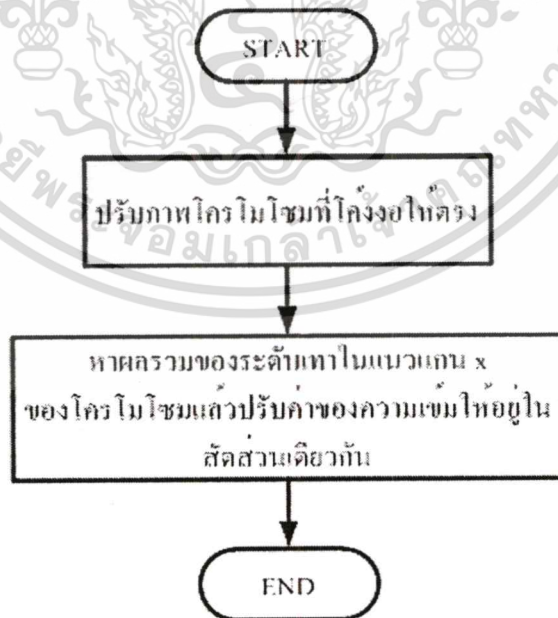 START
ปรับภาพโครโมโซมที่โค้งงอให้ตรง
หาผลรวมของระดับเทาในแนวแกน x
ของโครโมโซมแล้วปรับค่าของความเข้มให้อยู่ใน
สัดส่วนเดียวกัน
END